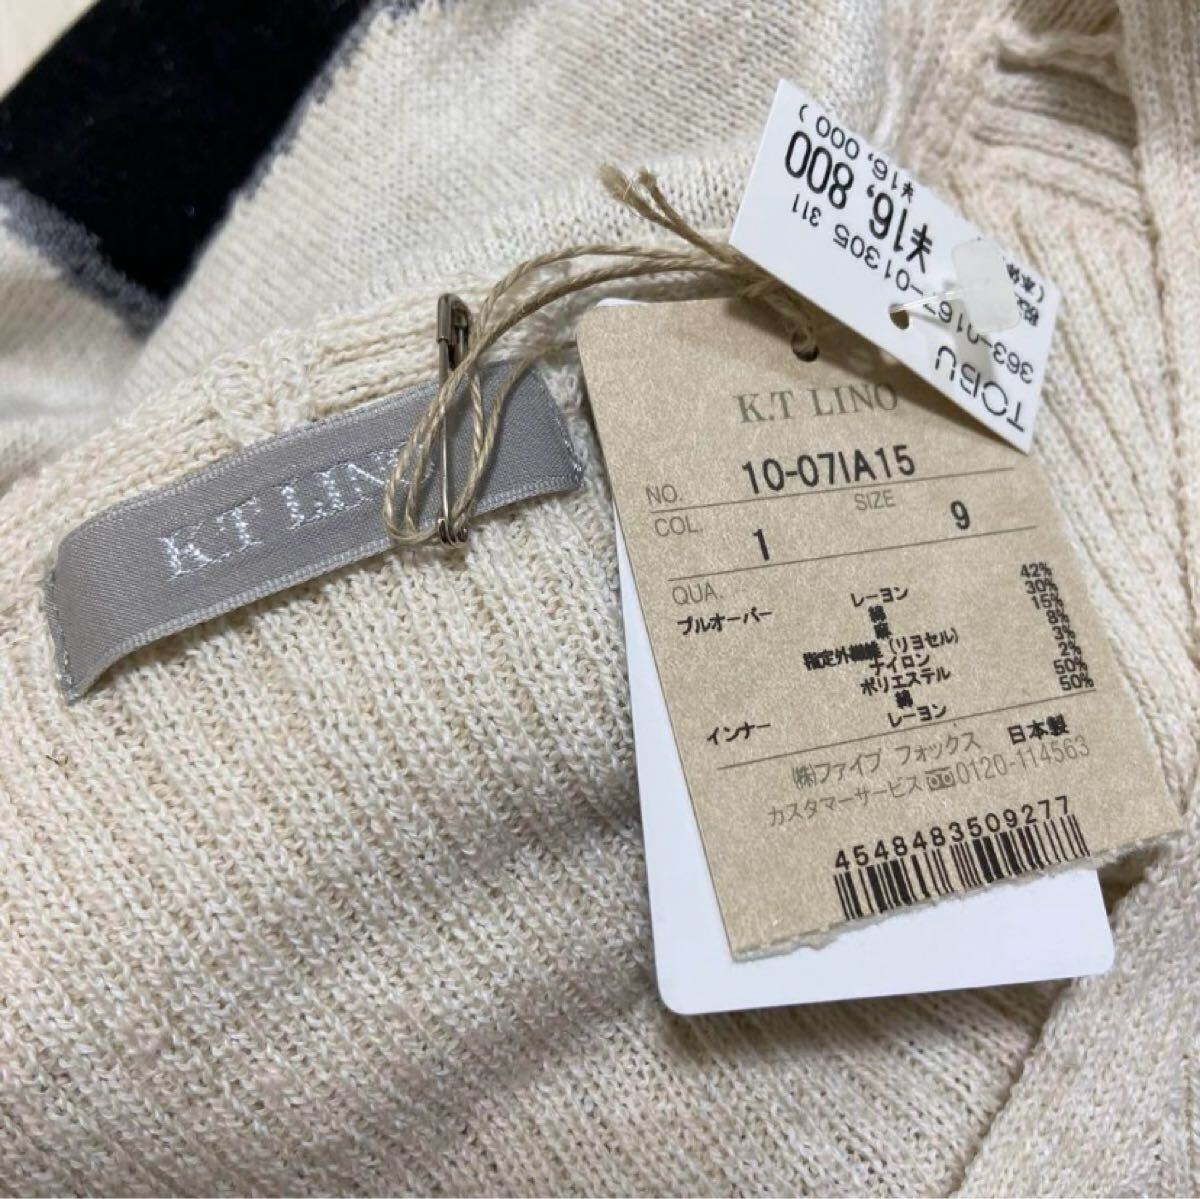 K.T LINO
TOBU
363-0167-01305 311
¥16,800
¥16,000)
K.T LINO
NO. 10-07IA15
COL. 1 SIZE 9
QUA.
プルオーバー レーヨン 42%
綿 30%
麻 15%
指定外繊維(リヨセル) 8%
ナイロン 3%
ポリエステル 2%
インナー 綿 50%
レーヨン 50%
日本製
(株)ファイブ フォックス
カスタマーサービス 0120-114563
4548483509277